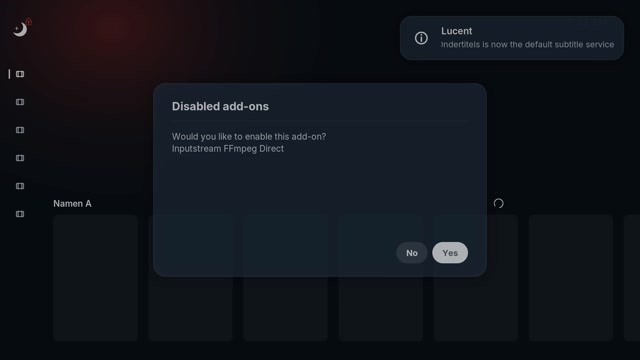 Lucent
Indertitels is now the default subtitle service
Disabled add-ons
Would you like to enable this add-on?
Inputstream FFmpeg Direct
Namen A
No
Yes